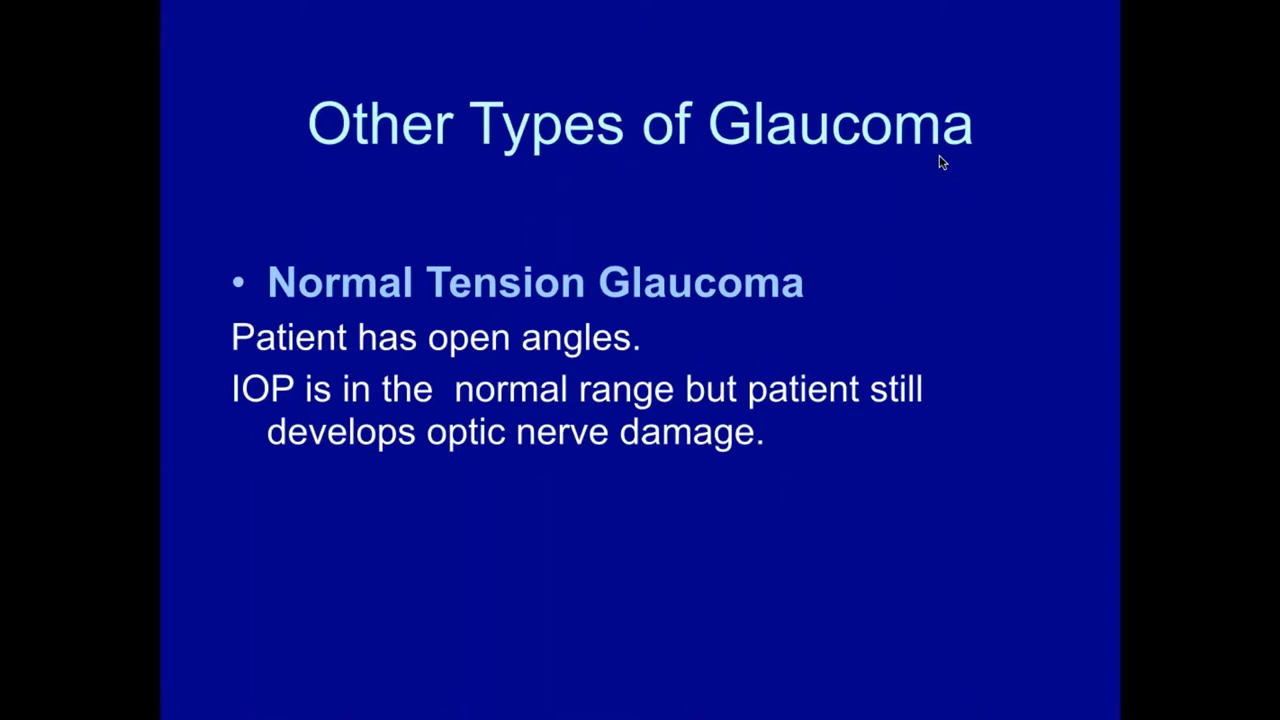 Other Types of Glaucoma
• Normal Tension Glaucoma
Patient has open angles.
IOP is in the  normal range but patient still
develops optic nerve damage.